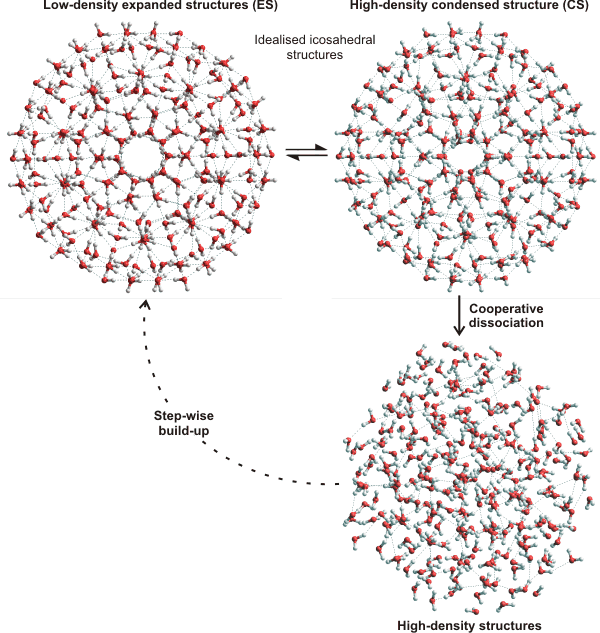 Low-density expanded structures (ES)
High-density condensed structure (CS)
Idealised icosahedral
structures
Cooperative
dissociation
Step-wise
build-up
High-density structures